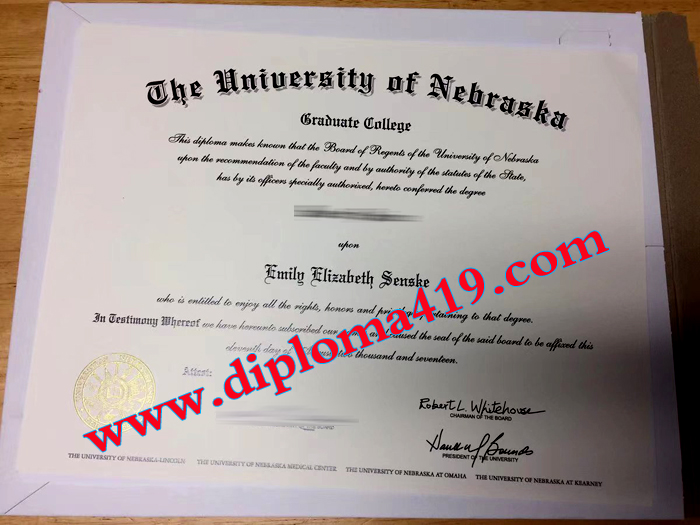 The University of Nebraska
Graduate College
This diploma makes known that the Board of Regents of the University of Nebraska
upon the recommendation of the faculty and by authority of the statutes of the State,
has by its officers specially authorized, hereto conferred the degree
upon
Emily Elizabeth Senske
who is entitled to enjoy all the rights, honors and pertaining to that degree.
In Testimony Whereof we have hereunto subscribed our and caused the seal of the said board to be affixed this
eleventh day of two thousand and seventeen.
www.diploma419.com
Attest:
Robert L. Whitehouse
CHAIRMAN OF THE BOARD
PRESIDENT OF THE UNIVERSITY
THE UNIVERSITY OF NEBRASKA-LINCOLN THE UNIVERSITY OF NEBRASKA MEDICAL CENTER THE UNIVERSITY OF NEBRASKA AT OMAHA THE UNIVERSITY OF NEBRASKA AT KEARNEY